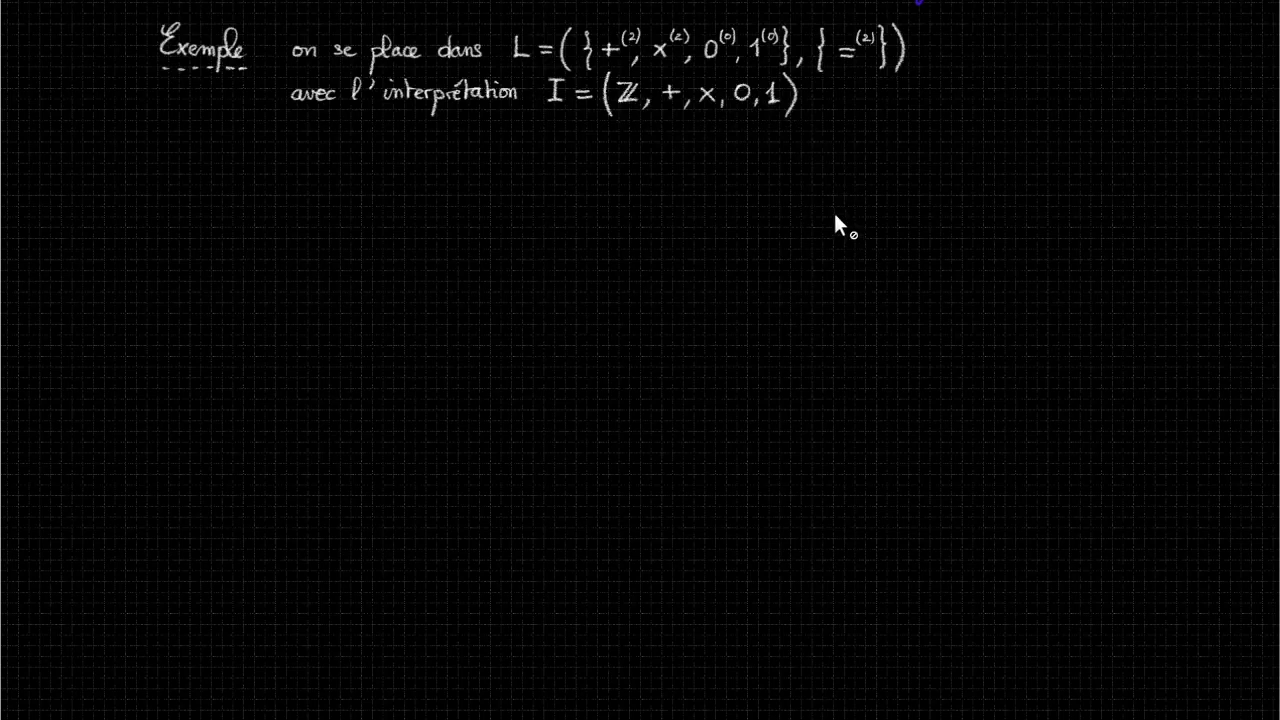 Exemple on se place dans L = ({+⁽²⁾, ×⁽²⁾, 0⁽⁰⁾, 1⁽⁰⁾}, {=⁽²⁾})
avec l'interprétation I = (ℤ, +, ×, 0, 1)